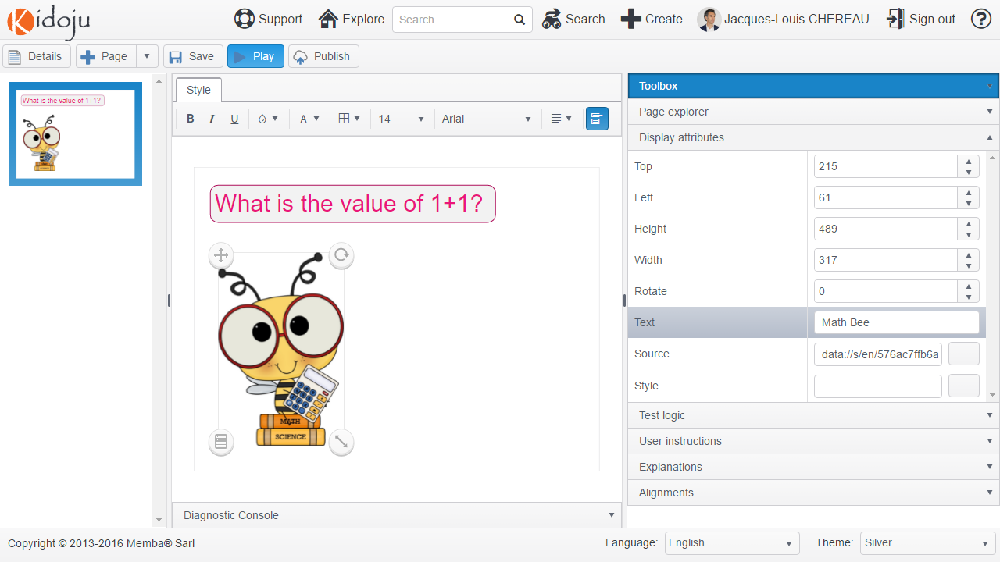 Kidoju
Support
Explore
Search...
Search
Create
Jacques-Louis CHEREAU
Sign out
Details
Page
Save
Play
Publish
What is the value of 1+1?
Style
B I U A 14 Arial
What is the value of 1+1?
MATH
SCIENCE
Diagnostic Console
Toolbox
Page explorer
Display attributes
Top 215
Left 61
Height 489
Width 317
Rotate 0
Text Math Bee
Source data://s/en/576ac7ffb6a ...
Style ...
Test logic
User instructions
Explanations
Alignments
Copyright © 2013-2016 Memba® Sarl
Language: English
Theme: Silver